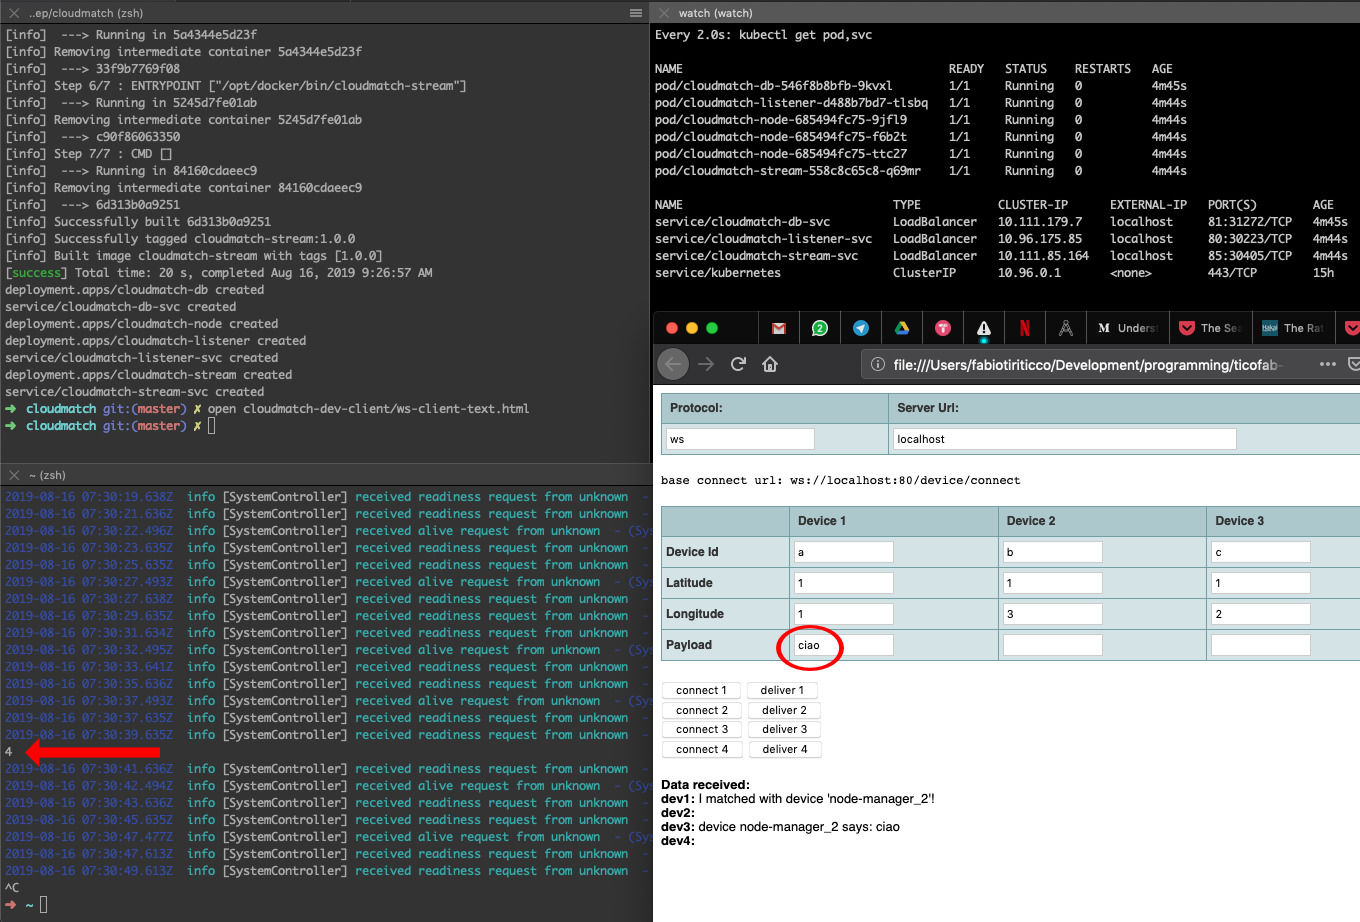 ..ep/cloudmatch (zsh)
[info]  ---> Running in 5a4344e5d23f
[info] Removing intermediate container 5a4344e5d23f
[info]  ---> 33f9b7769f08
[info] Step 6/7 : ENTRYPOINT ["/opt/docker/bin/cloudmatch-stream"]
[info]  ---> Running in 5245d7fe01ab
[info] Removing intermediate container 5245d7fe01ab
[info]  ---> c90f86063350
[info] Step 7/7 : CMD []
[info]  ---> Running in 84160cdaeec9
[info] Removing intermediate container 84160cdaeec9
[info]  ---> 6d313b0a9251
[info] Successfully built 6d313b0a9251
[info] Successfully tagged cloudmatch-stream:1.0.0
[info] Built image cloudmatch-stream with tags [1.0.0]
[success] Total time: 20 s, completed Aug 16, 2019 9:26:57 AM
deployment.apps/cloudmatch-db created
service/cloudmatch-db-svc created
deployment.apps/cloudmatch-node created
deployment.apps/cloudmatch-listener created
service/cloudmatch-listener-svc created
deployment.apps/cloudmatch-stream created
service/cloudmatch-stream-svc created
➜  cloudmatch git:(master) ✗ open cloudmatch-dev-client/ws-client-text.html
➜  cloudmatch git:(master) ✗
~ (zsh)
2019-08-16 07:30:19.638Z  info [SystemController] received readiness request from unknown  -
2019-08-16 07:30:21.636Z  info [SystemController] received readiness request from unknown  -
2019-08-16 07:30:22.496Z  info [SystemController] received alive request from unknown  - (Sys
2019-08-16 07:30:23.635Z  info [SystemController] received readiness request from unknown  -
2019-08-16 07:30:25.635Z  info [SystemController] received readiness request from unknown  -
2019-08-16 07:30:27.493Z  info [SystemController] received alive request from unknown  - (Sys
2019-08-16 07:30:27.638Z  info [SystemController] received readiness request from unknown  -
2019-08-16 07:30:29.635Z  info [SystemController] received readiness request from unknown  -
2019-08-16 07:30:31.634Z  info [SystemController] received readiness request from unknown  -
2019-08-16 07:30:32.495Z  info [SystemController] received alive request from unknown  - (Sys
2019-08-16 07:30:33.641Z  info [SystemController] received readiness request from unknown  -
2019-08-16 07:30:35.636Z  info [SystemController] received readiness request from unknown  -
2019-08-16 07:30:37.493Z  info [SystemController] received alive request from unknown  - (Sys
2019-08-16 07:30:37.635Z  info [SystemController] received readiness request from unknown  -
2019-08-16 07:30:39.635Z  info [SystemController] received readiness request from unknown  -
4
2019-08-16 07:30:41.636Z  info [SystemController] received readiness request from unknown  -
2019-08-16 07:30:42.494Z  info [SystemController] received alive request from unknown  - (Sys
2019-08-16 07:30:43.636Z  info [SystemController] received readiness request from unknown  -
2019-08-16 07:30:45.635Z  info [SystemController] received readiness request from unknown  -
2019-08-16 07:30:47.477Z  info [SystemController] received alive request from unknown  - (Sys
2019-08-16 07:30:47.613Z  info [SystemController] received readiness request from unknown  -
2019-08-16 07:30:49.613Z  info [SystemController] received readiness request from unknown  -
^C
➜  ~
watch (watch)
Every 2.0s: kubectl get pod,svc
NAME READY STATUS RESTARTS AGE
pod/cloudmatch-db-546f8b8bfb-9kvxl 1/1 Running 0 4m45s
pod/cloudmatch-listener-d488b7bd7-tlsbq 1/1 Running 0 4m44s
pod/cloudmatch-node-685494fc75-9jfl9 1/1 Running 0 4m44s
pod/cloudmatch-node-685494fc75-f6b2t 1/1 Running 0 4m44s
pod/cloudmatch-node-685494fc75-ttc27 1/1 Running 0 4m44s
pod/cloudmatch-stream-558c8c65c8-q69mr 1/1 Running 0 4m44s
NAME TYPE CLUSTER-IP EXTERNAL-IP PORT(S) AGE
service/cloudmatch-db-svc LoadBalancer 10.111.179.7 localhost 81:31272/TCP 4m45s
service/cloudmatch-listener-svc LoadBalancer 10.96.175.85 localhost 80:30223/TCP 4m44s
service/cloudmatch-stream-svc LoadBalancer 10.111.85.164 localhost 85:30405/TCP 4m44s
service/kubernetes ClusterIP 10.96.0.1 <none> 443/TCP 15h
2 M Unders The Sea The Rat
file:///Users/fabiotiriticco/Development/programming/ticofab-
Protocol: Server Url:
ws localhost
base connect url: ws://localhost:80/device/connect
Device 1 Device 2 Device 3
Device Id a b c
Latitude 1 1 1
Longitude 1 3 2
Payload ciao
connect 1 deliver 1
connect 2 deliver 2
connect 3 deliver 3
connect 4 deliver 4
Data received:
dev1: I matched with device 'node-manager_2'!
dev2:
dev3: device node-manager_2 says: ciao
dev4: